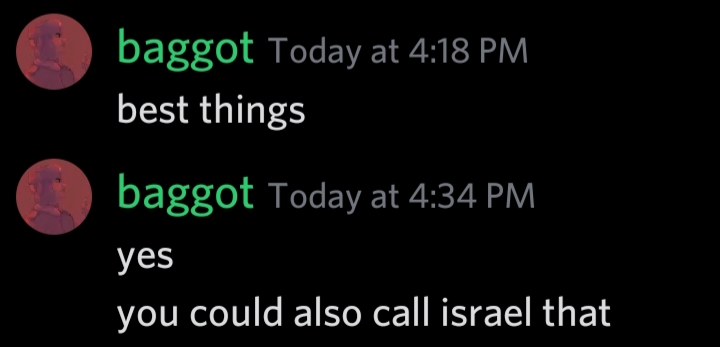 baggot Today at 4:18 PM
best things
baggot Today at 4:34 PM
yes
you could also call israel that